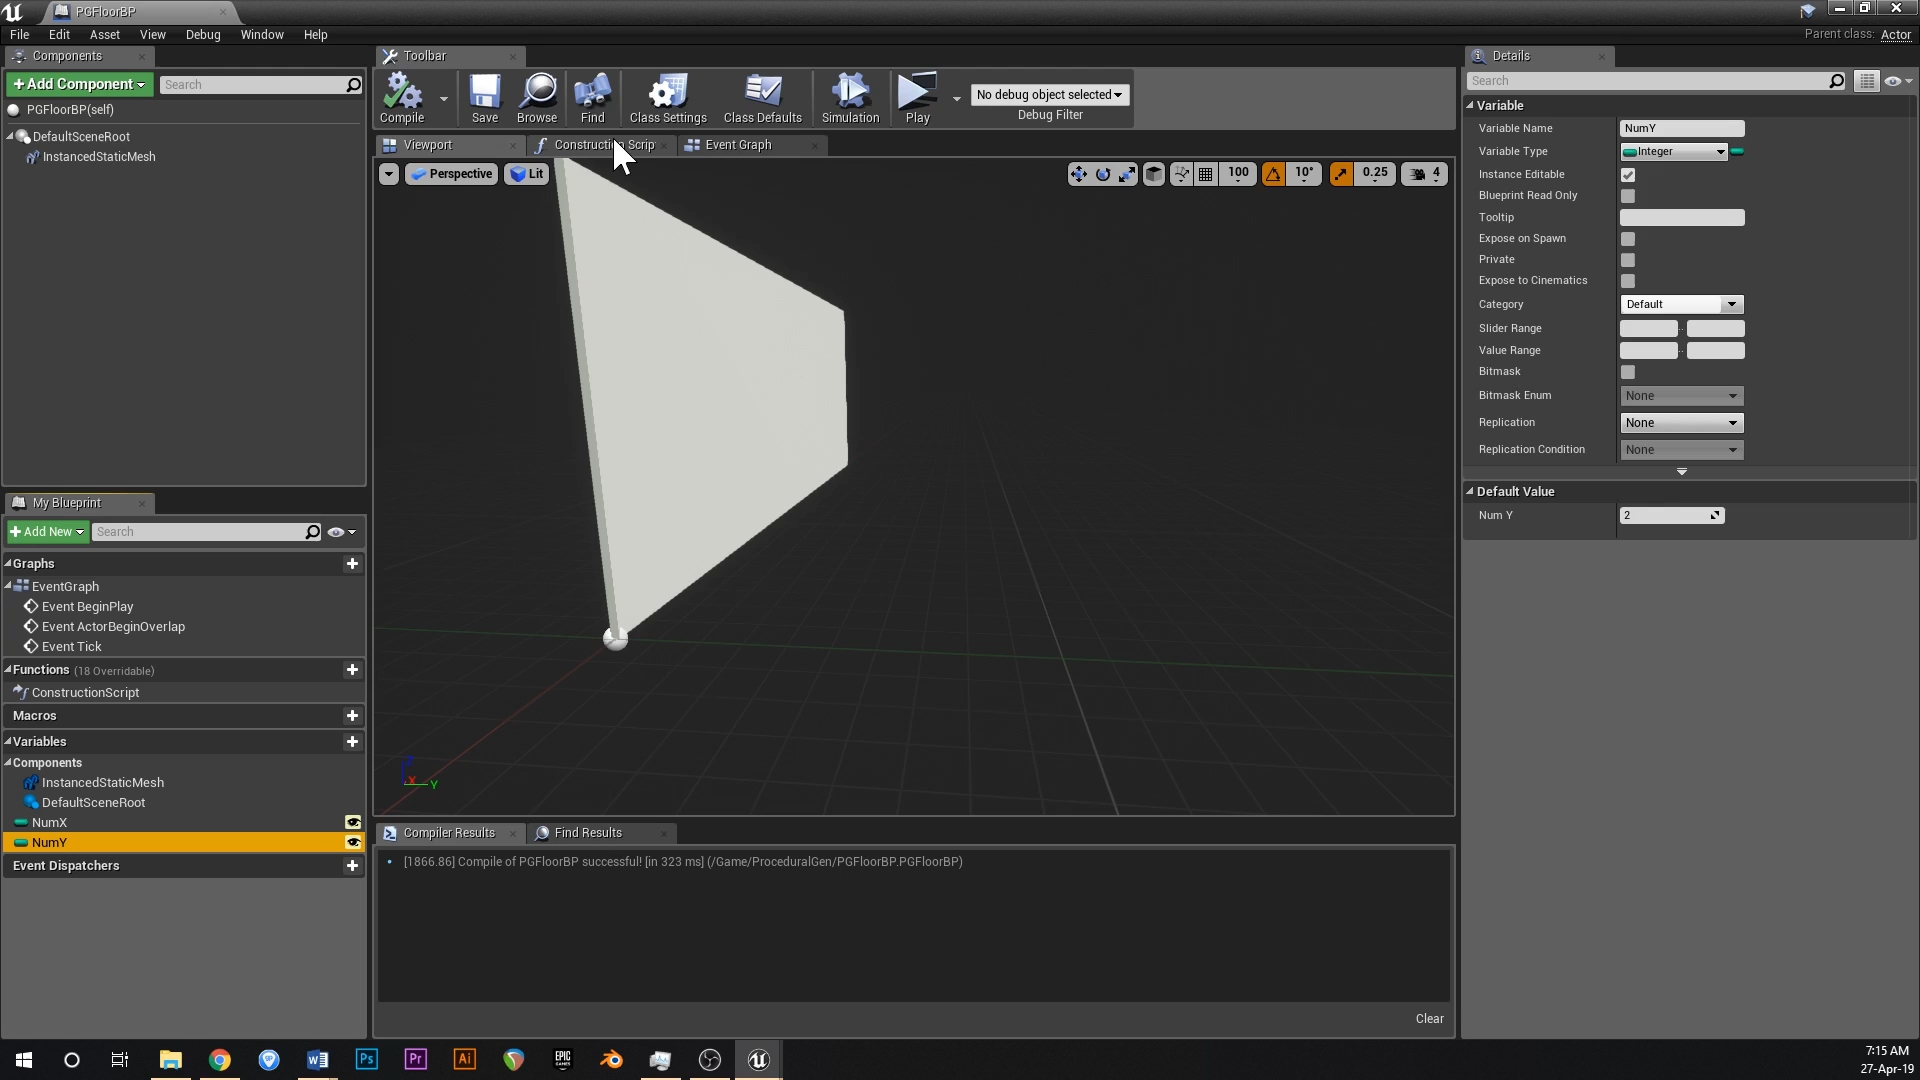 PGFloorBP
File Edit Asset View Debug Window Help
Parent class: Actor
Components
Toolbar
Details
Add Component
Search
Compile
Save
Browse
Find
Class Settings
Class Defaults
Simulation
Play
No debug object selected
Debug Filter
Search
PGFloorBP(self)
DefaultSceneRoot
InstancedStaticMesh
Viewport
Construction Scrip
Event Graph
Perspective
Lit
100
10°
0.25
4
Variable
Variable Name NumY
Variable Type Integer
Instance Editable
Blueprint Read Only
Tooltip
Expose on Spawn
Private
Expose to Cinematics
Category Default
Slider Range
Value Range
Bitmask
Bitmask Enum None
Replication None
Replication Condition None
Default Value
Num Y 2
My Blueprint
Add New
Search
Graphs
EventGraph
Event BeginPlay
Event ActorBeginOverlap
Event Tick
Functions (18 Overridable)
ConstructionScript
Macros
Variables
Components
InstancedStaticMesh
DefaultSceneRoot
NumX
NumY
Event Dispatchers
Z
X
Y
Compiler Results
Find Results
[1866.86] Compile of PGFloorBP successful! [in 323 ms] (/Game/ProceduralGen/PGFloorBP.PGFloorBP)
Clear
Ps
Pr
Ai
EPIC
GAMES
7:15 AM
27-Apr-19